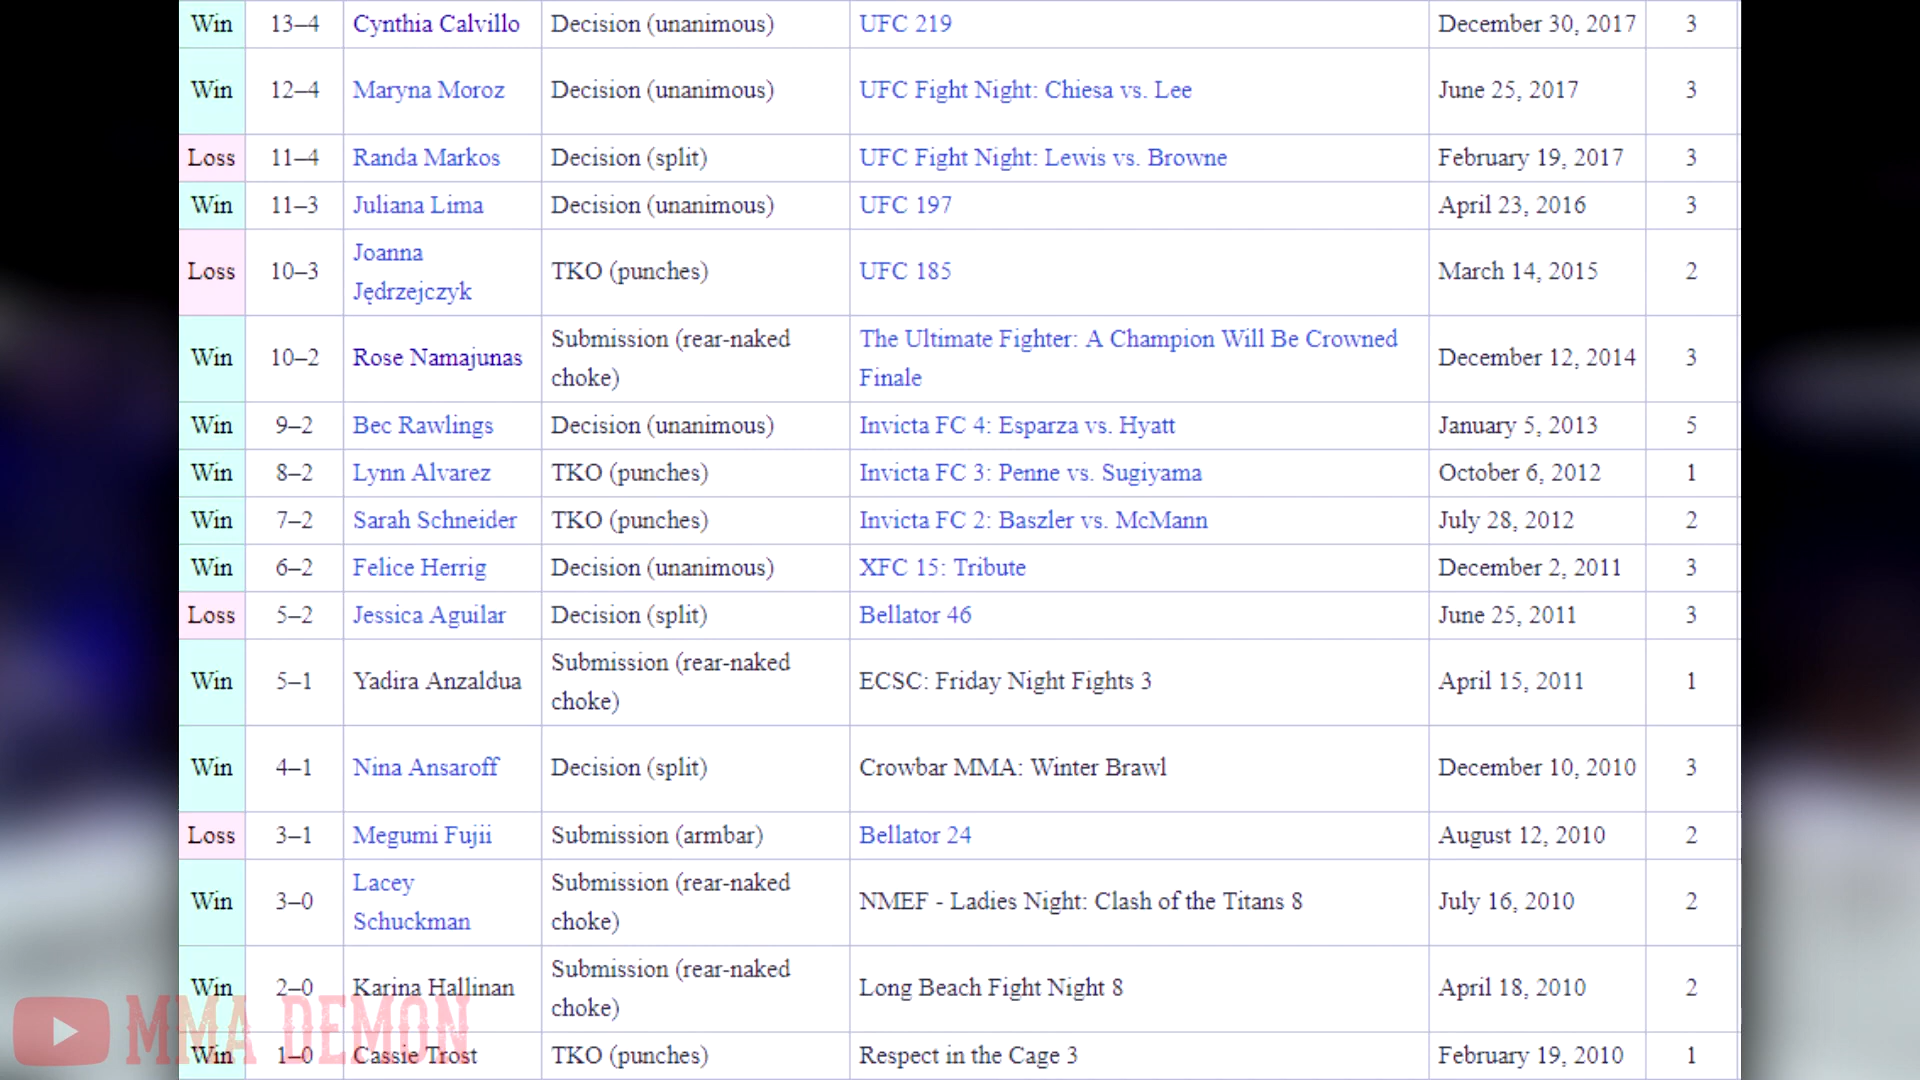 Win 13–4 Cynthia Calvillo Decision (unanimous) UFC 219 December 30, 2017 3
Win 12–4 Maryna Moroz Decision (unanimous) UFC Fight Night: Chiesa vs. Lee June 25, 2017 3
Loss 11–4 Randa Markos Decision (split) UFC Fight Night: Lewis vs. Browne February 19, 2017 3
Win 11–3 Juliana Lima Decision (unanimous) UFC 197 April 23, 2016 3
Loss 10–3 Joanna
Jędrzejczyk TKO (punches) UFC 185 March 14, 2015 2
Win 10–2 Rose Namajunas Submission (rear-naked
choke) The Ultimate Fighter: A Champion Will Be Crowned
Finale December 12, 2014 3
Win 9–2 Bec Rawlings Decision (unanimous) Invicta FC 4: Esparza vs. Hyatt January 5, 2013 5
Win 8–2 Lynn Alvarez TKO (punches) Invicta FC 3: Penne vs. Sugiyama October 6, 2012 1
Win 7–2 Sarah Schneider TKO (punches) Invicta FC 2: Baszler vs. McMann July 28, 2012 2
Win 6–2 Felice Herrig Decision (unanimous) XFC 15: Tribute December 2, 2011 3
Loss 5–2 Jessica Aguilar Decision (split) Bellator 46 June 25, 2011 3
Win 5–1 Yadira Anzaldua Submission (rear-naked
choke) ECSC: Friday Night Fights 3 April 15, 2011 1
Win 4–1 Nina Ansaroff Decision (split) Crowbar MMA: Winter Brawl December 10, 2010 3
Loss 3–1 Megumi Fujii Submission (armbar) Bellator 24 August 12, 2010 2
Win 3–0 Lacey
Schuckman Submission (rear-naked
choke) NMEF - Ladies Night: Clash of the Titans 8 July 16, 2010 2
Win 2–0 Karina Hallinan Submission (rear-naked
choke) Long Beach Fight Night 8 April 18, 2010 2
Win 1–0 Cassie Trost TKO (punches) Respect in the Cage 3 February 19, 2010 1
MMA DEMON